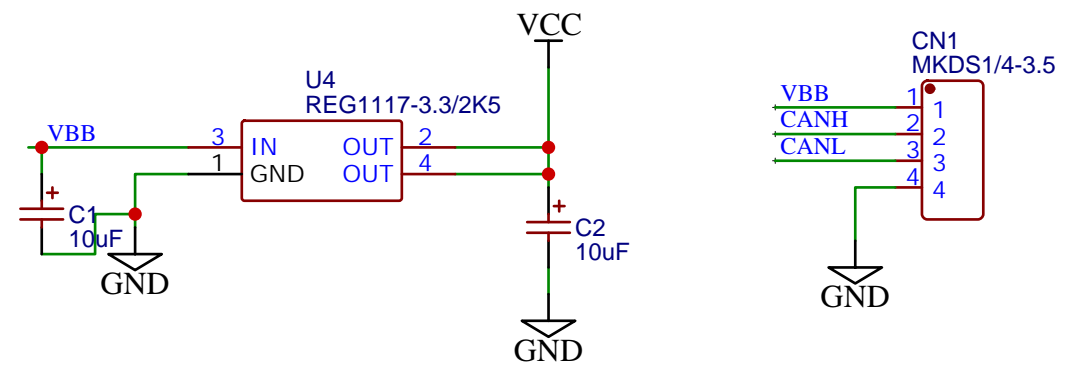 VCC
U4
REG1117-3.3/2K5
VBB
3 IN OUT 2
1 GND OUT 4
+
C1
10uF
GND
+
C2
10uF
GND
CN1
MKDS1/4-3.5
VBB 1 1
CANH 2 2
CANL 3 3
4 4
GND